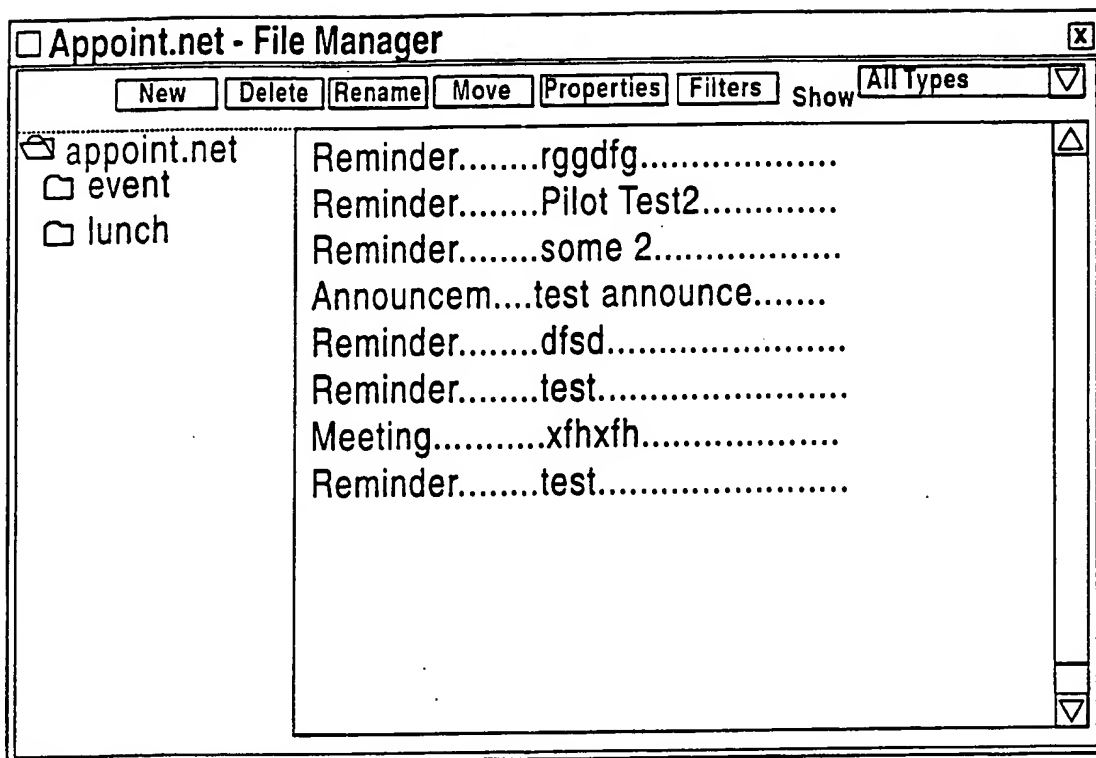 Appoint.net - File Manager X
New Delete Rename Move Properties Filters Show All Types
appoint.net
event
lunch
Reminder........rggdfg...................
Reminder........Pilot Test2.............
Reminder........some 2..................
Announcem....test announce.......
Reminder........dfsd.......................
Reminder........test........................
Meeting...........xfhxfh...................
Reminder........test........................